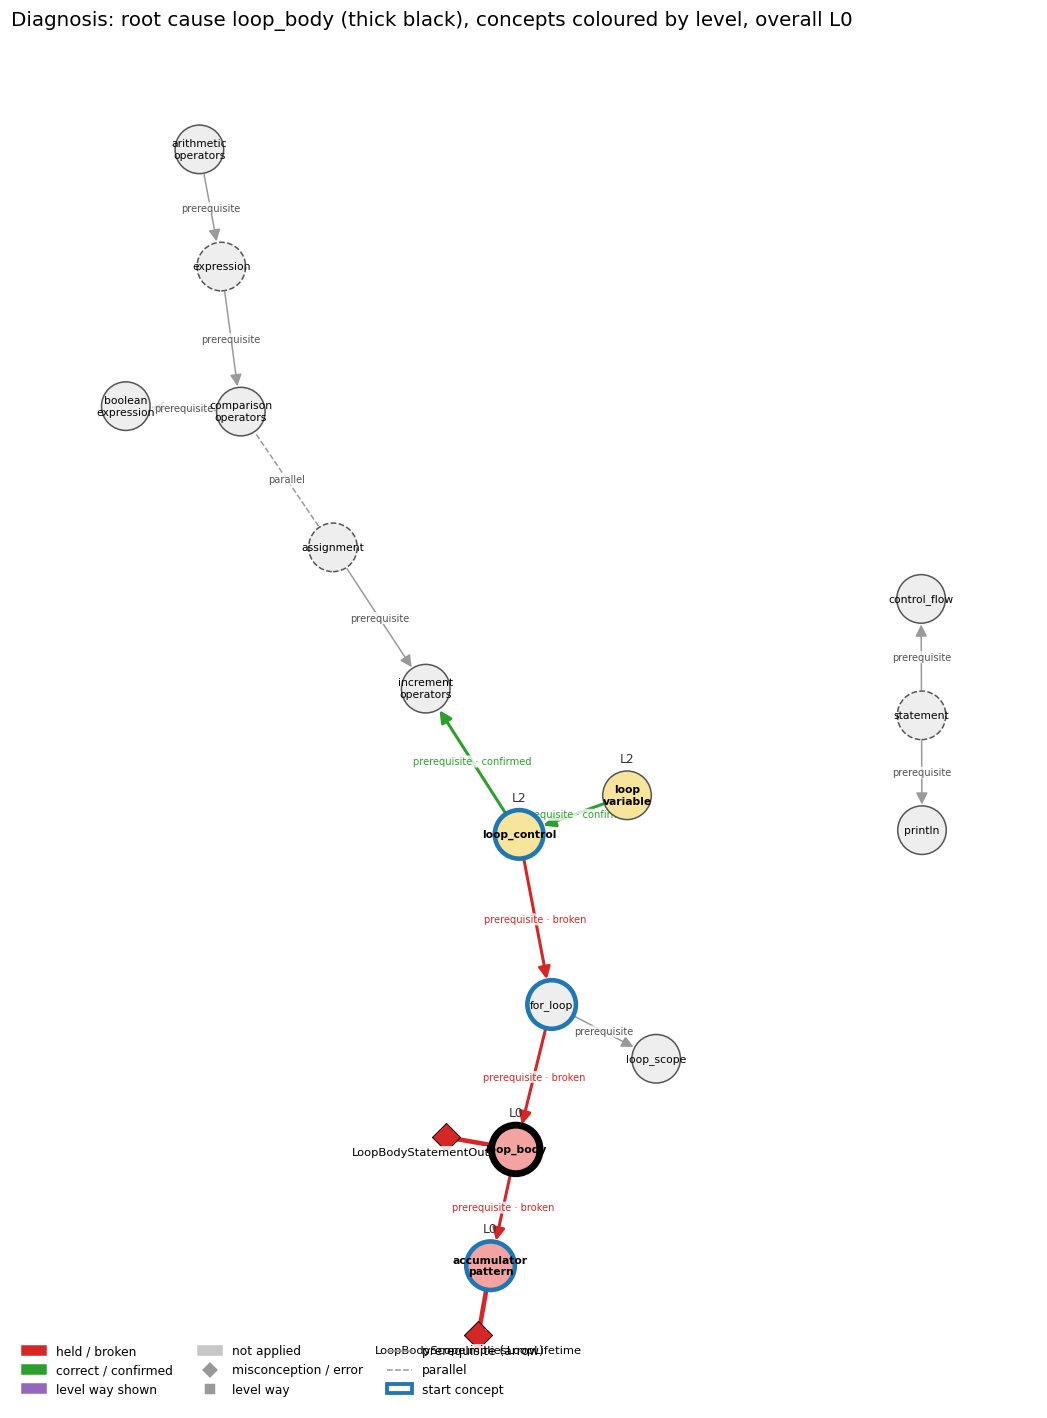 Diagnosis: root cause loop_body (thick black), concepts coloured by level, overall L0
arithmetic
operators
prerequisite
expression
prerequisite
boolean
expression
prerequisite
comparison
operators
parallel
assignment
prerequisite
control_flow
prerequisite
increment
operators
statement
prerequisite · confirmed
L2
prerequisite
loop
variable
L2
loop_control
println
prerequisite · broken
for_loop
prerequisite
loop_scope
prerequisite · broken
L0
loop_body
prerequisite · broken
L0
accumulator
pattern
held / broken
not applied
prerequisite (arrow)
correct / confirmed
misconception / error
parallel
level way shown
level way
start concept